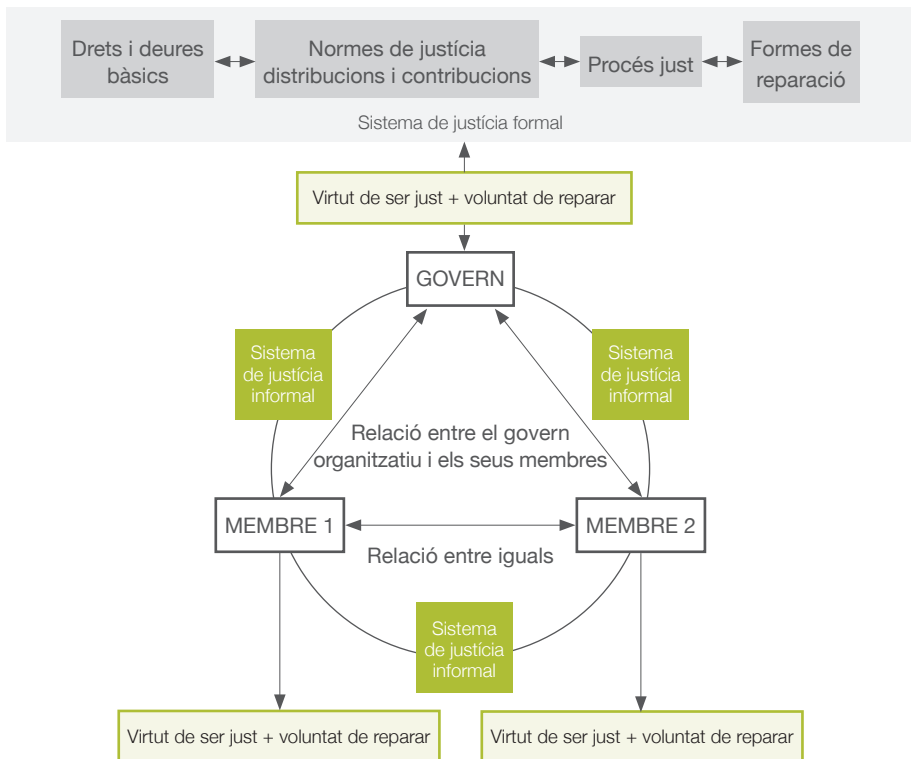 Drets i deures
bàsics
Normes de justícia
distribucions i contribucions
Procés just
Formes de
reparació
Sistema de justícia formal
Virtut de ser just + voluntat de reparar
GOVERN
Sistema
de justícia
informal
Sistema
de justícia
informal
Relació entre el govern
organitzatiu i els seus membres
MEMBRE 1
MEMBRE 2
Relació entre iguals
Sistema
de justícia
informal
Virtut de ser just + voluntat de reparar
Virtut de ser just + voluntat de reparar